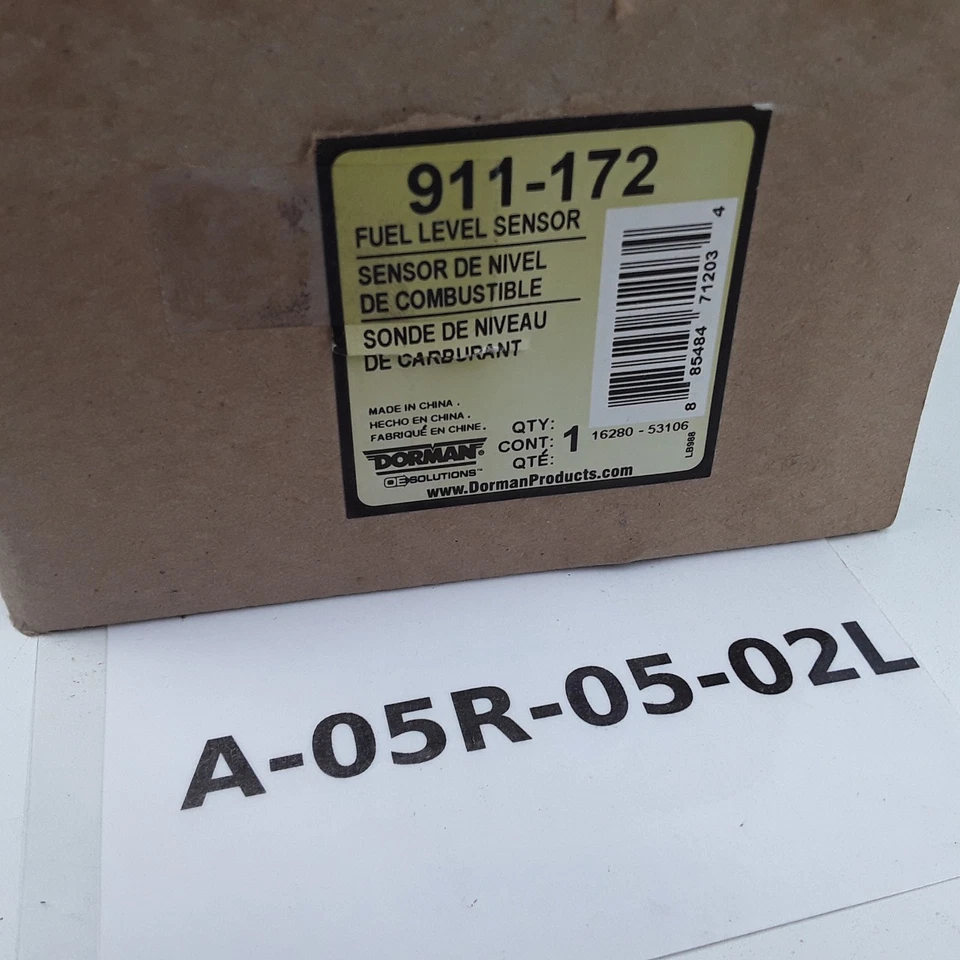 911-172
FUEL LEVEL SENSOR
SENSOR DE NIVEL
DE COMBUSTIBLE
SONDE DE NIVEAU
DE CARBURANT
MADE IN CHINA .
HECHO EN CHINA .
FABRIQUÉ EN CHINE .
DORMAN®
OE SOLUTIONS™
QTY:
CONT: 1
QTÉ:
www.DormanProducts.com
8 85484 71203 4
16280 - 53106
LB988
A-05R-05-02L